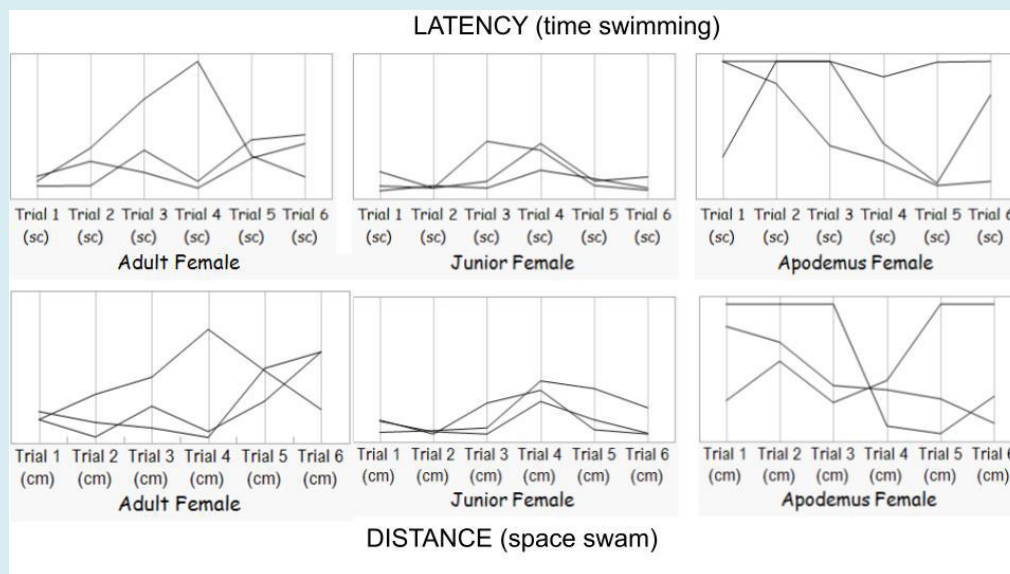 LATENCY (time swimming)
Trial 1 Trial 2 Trial 3 Trial 4 Trial 5 Trial 6
(sc) (sc) (sc) (sc) (sc) (sc)
Adult Female
Trial 1 Trial 2 Trial 3 Trial 4 Trial 5 Trial 6
(sc) (sc) (sc) (sc) (sc) (sc)
Junior Female
Trial 1 Trial 2 Trial 3 Trial 4 Trial 5 Trial 6
(sc) (sc) (sc) (sc) (sc) (sc)
Apodemus Female
Trial 1 Trial 2 Trial 3 Trial 4 Trial 5 Trial 6
(cm) (cm) (cm) (cm) (cm) (cm)
Adult Female
Trial 1 Trial 2 Trial 3 Trial 4 Trial 5 Trial 6
(cm) (cm) (cm) (cm) (cm) (cm)
Junior Female
Trial 1 Trial 2 Trial 3 Trial 4 Trial 5 Trial 6
(cm) (cm) (cm) (cm) (cm) (cm)
Apodemus Female
DISTANCE (space swam)